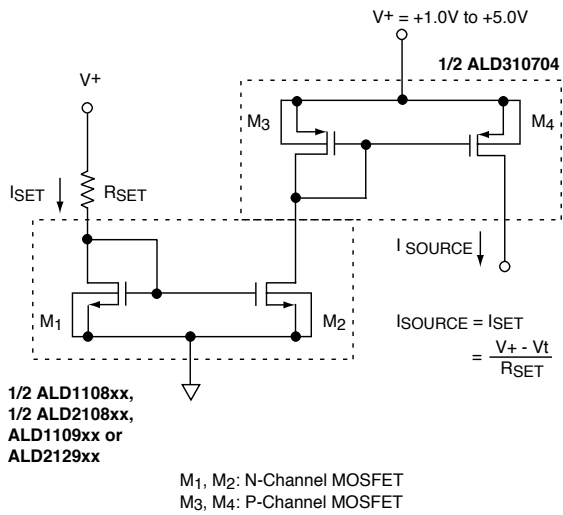 V+ = +1.0V to +5.0V
1/2 ALD310704
V+
M3
M4
ISET
RSET
I SOURCE
M1
M2
ISOURCE = ISET
= V+ - Vt
RSET
1/2 ALD1108xx,
1/2 ALD2108xx,
ALD1109xx or
ALD2129xx
M1, M2: N-Channel MOSFET
M3, M4: P-Channel MOSFET